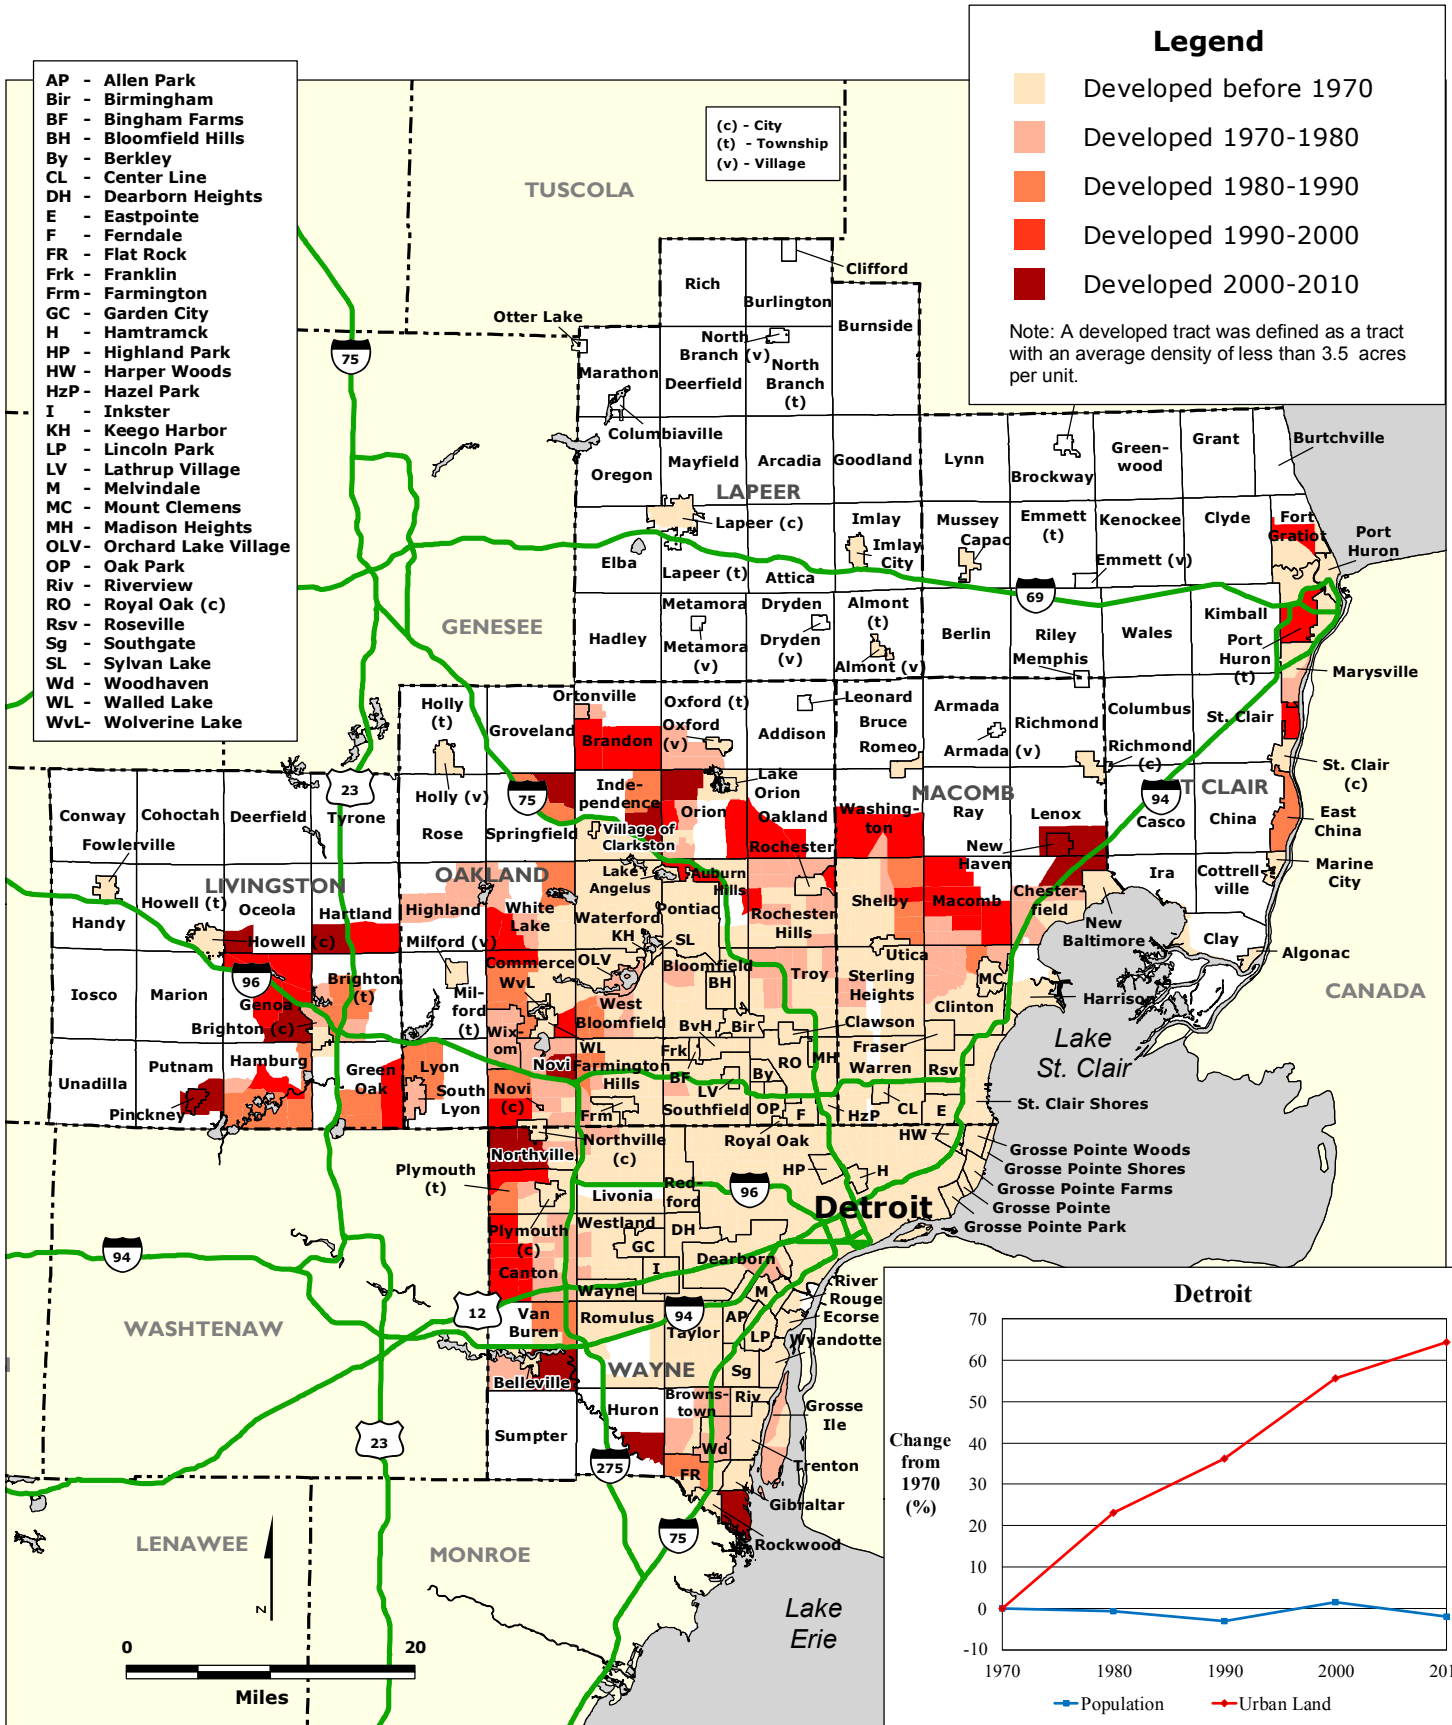 Legend
Developed before 1970
Developed 1970-1980
Developed 1980-1990
Developed 1990-2000
Developed 2000-2010
Note: A developed tract was defined as a tract
with an average density of less than 3.5 acres
per unit.
AP - Allen Park
Bir - Birmingham
BF - Bingham Farms
BH - Bloomfield Hills
By - Berkley
CL - Center Line
DH - Dearborn Heights
E - Eastpointe
F - Ferndale
FR - Flat Rock
Frk - Franklin
Frm - Farmington
GC - Garden City
H - Hamtramck
HP - Highland Park
HW - Harper Woods
HzP - Hazel Park
I - Inkster
KH - Keego Harbor
LP - Lincoln Park
LV - Lathrup Village
M - Melvindale
MC - Mount Clemens
MH - Madison Heights
OLV - Orchard Lake Village
OP - Oak Park
Riv - Riverview
RO - Royal Oak (c)
Rsv - Roseville
Sg - Southgate
SL - Sylvan Lake
Wd - Woodhaven
WL - Walled Lake
WvL - Wolverine Lake
(c) - City
(t) - Township
(v) - Village
TUSCOLA
Clifford
Rich
Burlington
Burnside
Otter Lake
75
North
Branch (v)
Marathon
Deerfield
North
Branch
(t)
Columbiaville
Oregon
Mayfield
Arcadia
Goodland
Lynn
Brockway
Green-
wood
Grant
Burtchville
LAPEER
Lapeer (c)
Imlay
Imlay
City
Mussey
Capac
Emmett
(t)
Kenockee
Clyde
Fort
Gratiot
Port
Huron
Elba
Lapeer (t)
Attica
Emmett (v)
69
GENESEE
Hadley
Metamora
Metamora
(v)
Dryden
Dryden
(v)
Almont
(t)
Almont (v)
Berlin
Riley
Memphis
Wales
Kimball
Port
Huron
(t)
Marysville
Holly
(t)
Groveland
Ortonville
Brandon
Oxford (t)
Oxford
(v)
Leonard
Addison
Bruce
Romeo
Armada
Armada (v)
Richmond
Richmond
(c)
Columbus
St. Clair
St. Clair
(c)
23
Holly (v)
75
Inde-
pendence
Lake
Orion
MACOMB
94
T CLAIR
Conway
Cohoctah
Deerfield
Tyrone
Fowlerville
Rose
Springfield
Village of
Clarkston
Orion
Oakland
Rochester
Washing-
ton
Ray
Lenox
New
Haven
Casco
China
East
China
LIVINGSTON
OAKLAND
Lake
Angelus
Auburn
Hills
Marine
City
Handy
Howell (t)
Oceola
Hartland
Highland
White
Lake
Waterford
Pontiac
Rochester
Hills
Shelby
Macomb
Chester-
field
Ira
Cottrell-
ville
Howell (c)
Milford (v)
KH
SL
New
Baltimore
Clay
Algonac
Commerce
OLV
Bloomfield
Utica
CANADA
Iosco
Marion
96
Genoa
Brighton
(t)
Brighton (c)
Mil-
ford
(t)
WvL
West
Bloomfield
BH
Troy
Sterling
Heights
MC
Harrison
Clinton
Wix-
om
BvH
Bir
Clawson
Fraser
Lake
St. Clair
Unadilla
Putnam
Hamburg
Green
Oak
Lyon
Novi
WL
Farmington
Hills
Frk
BF
RO
MH
Warren
Rsv
Pinckney
South
Lyon
Novi
(c)
Frm
LV
By
Southfield
OP
F
HzP
CL
E
St. Clair Shores
Northville
Northville
(c)
Royal Oak
HW
Grosse Pointe Woods
Grosse Pointe Shores
Grosse Pointe Farms
Grosse Pointe
Grosse Pointe Park
Plymouth
(t)
Livonia
Red-
ford
HP
H
96
Detroit
Plymouth
(c)
Westland
DH
GC
Dearborn
I
94
Canton
Wayne
River
Rouge
Ecorse
Wyandotte
M
12
Van
Buren
Romulus
94
Taylor
AP
LP
WASHTENAW
WAYNE
Sg
Belleville
Browns-
town
Riv
Grosse
Ile
Sumpter
Huron
23
275
Wd
FR
Trenton
Gibraltar
75
Rockwood
LENAWEE
MONROE
Lake
Erie
N
0 20
Miles
Detroit
Change
from
1970
(%)
70
60
50
40
30
20
10
0
-10
1970 1980 1990 2000 201
Population Urban Land